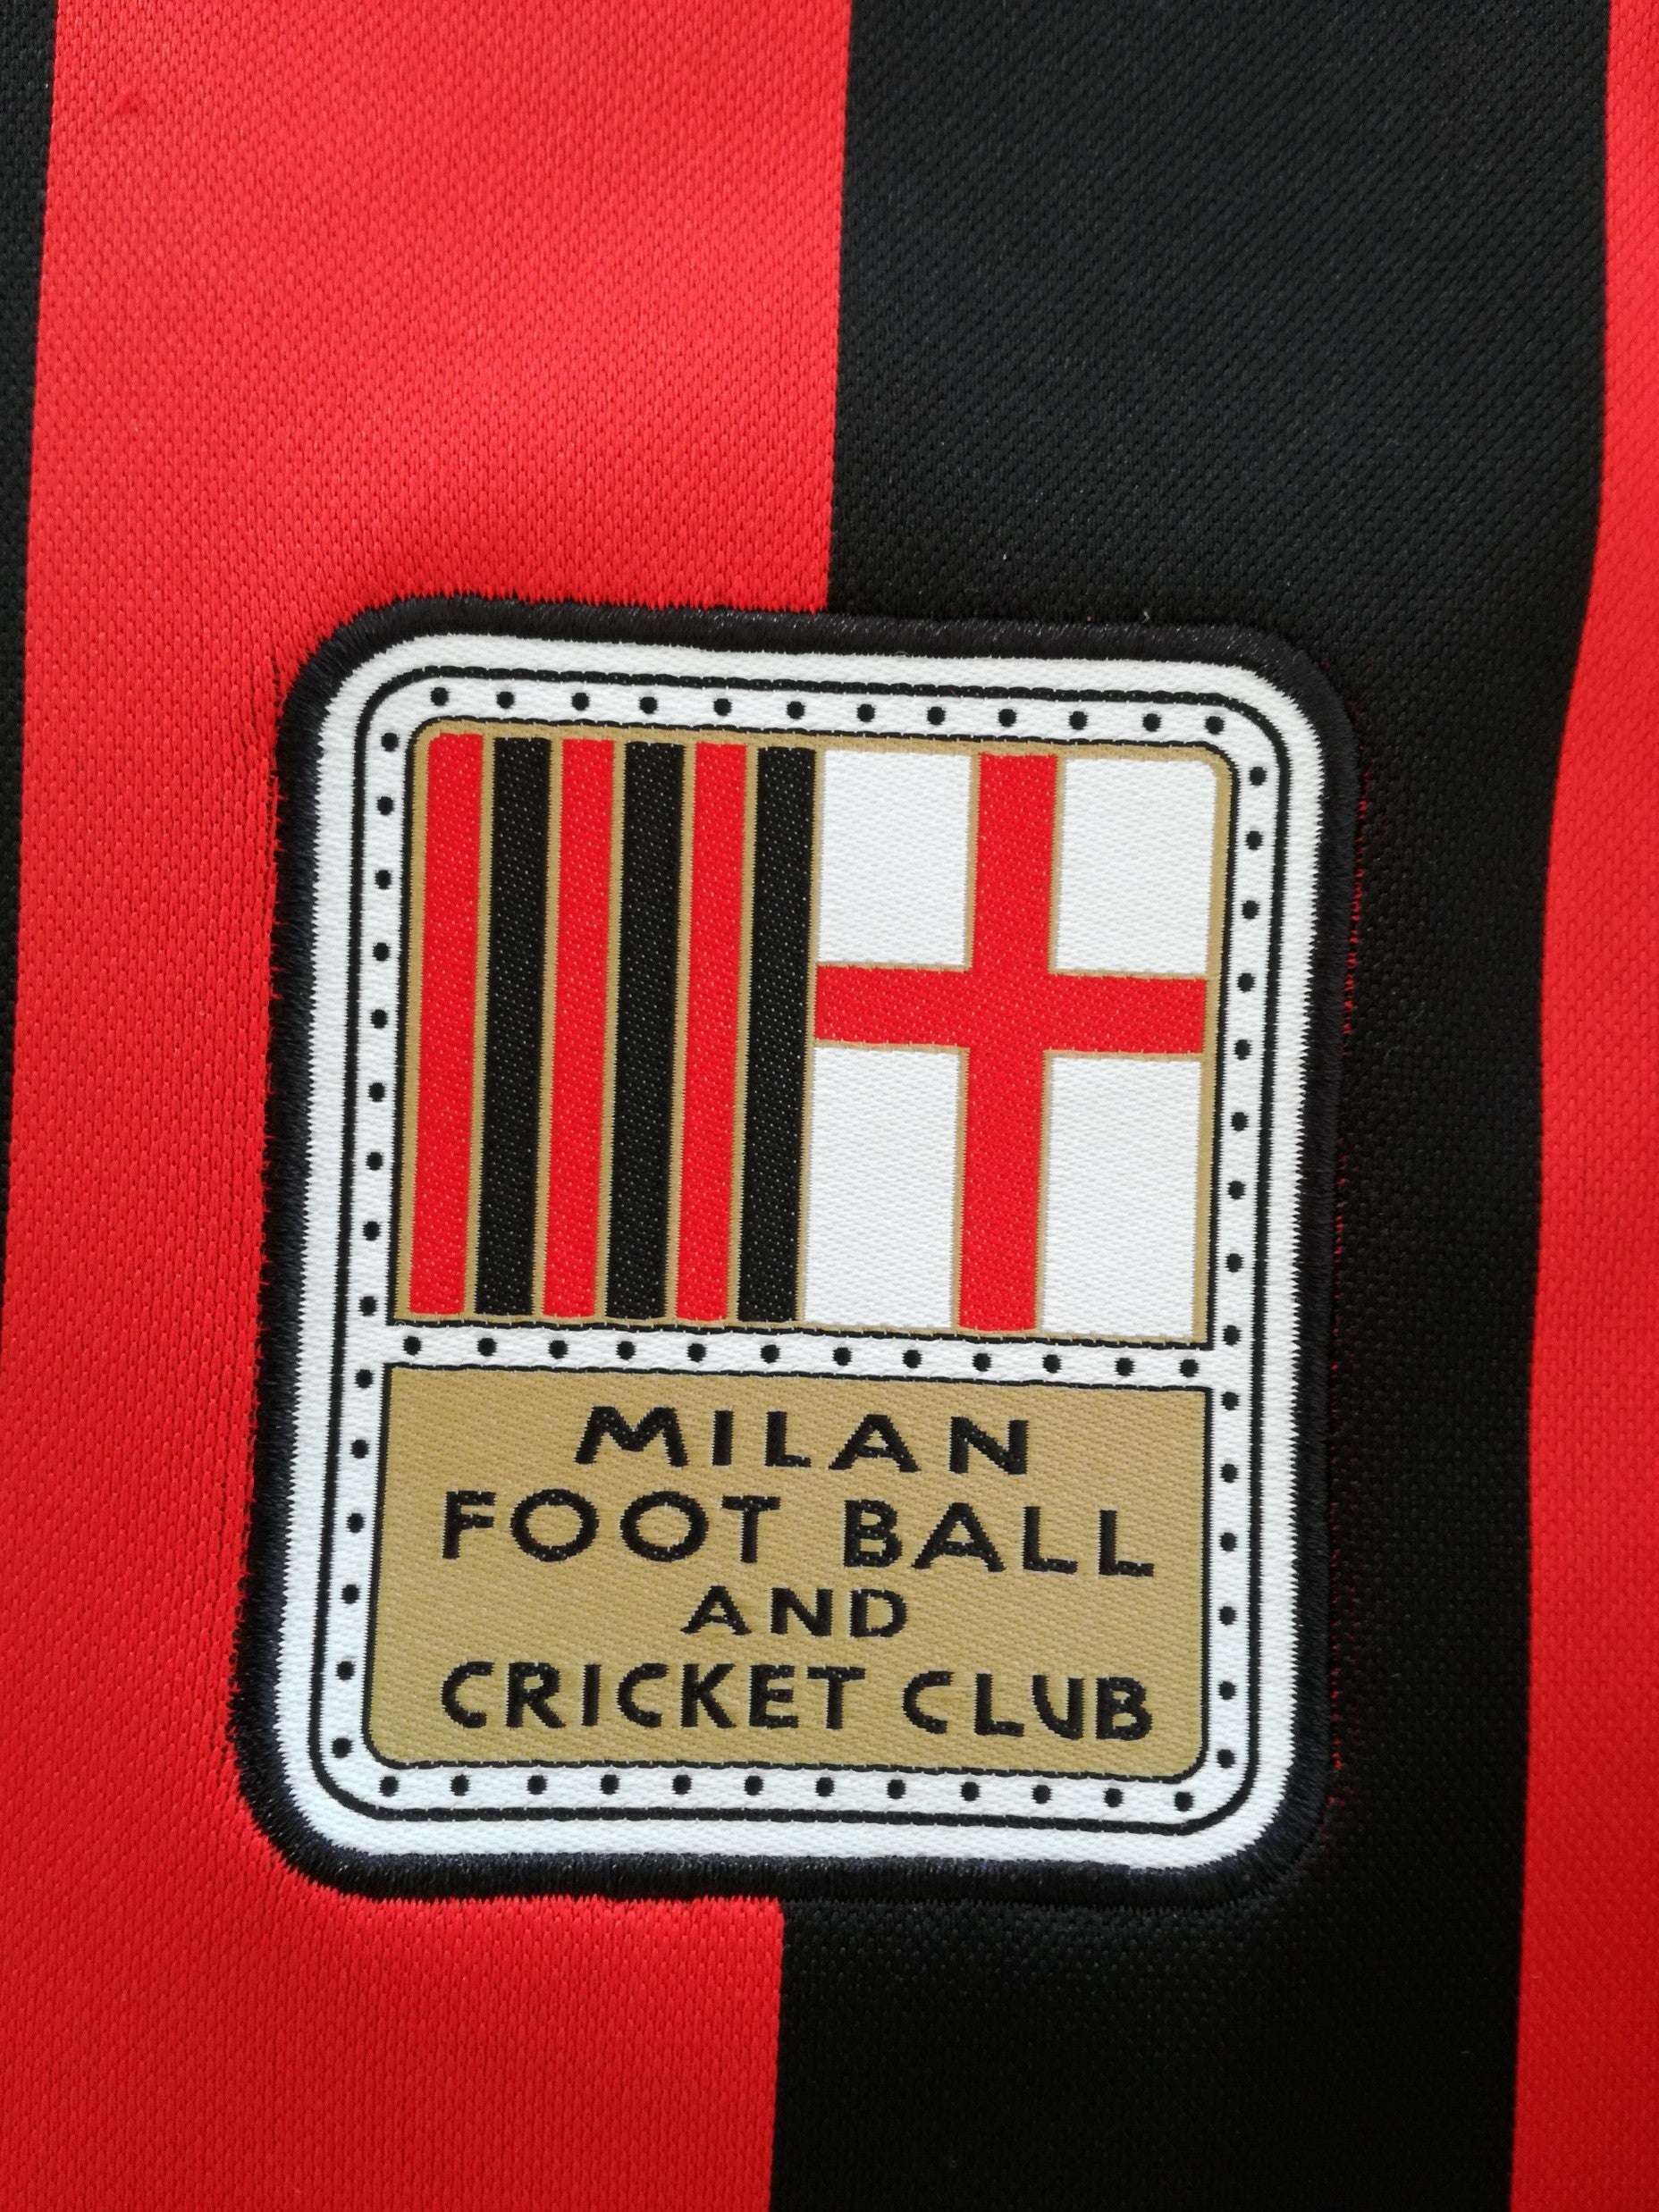 MILAN
FOOT BALL
AND
CRICKET CLUB